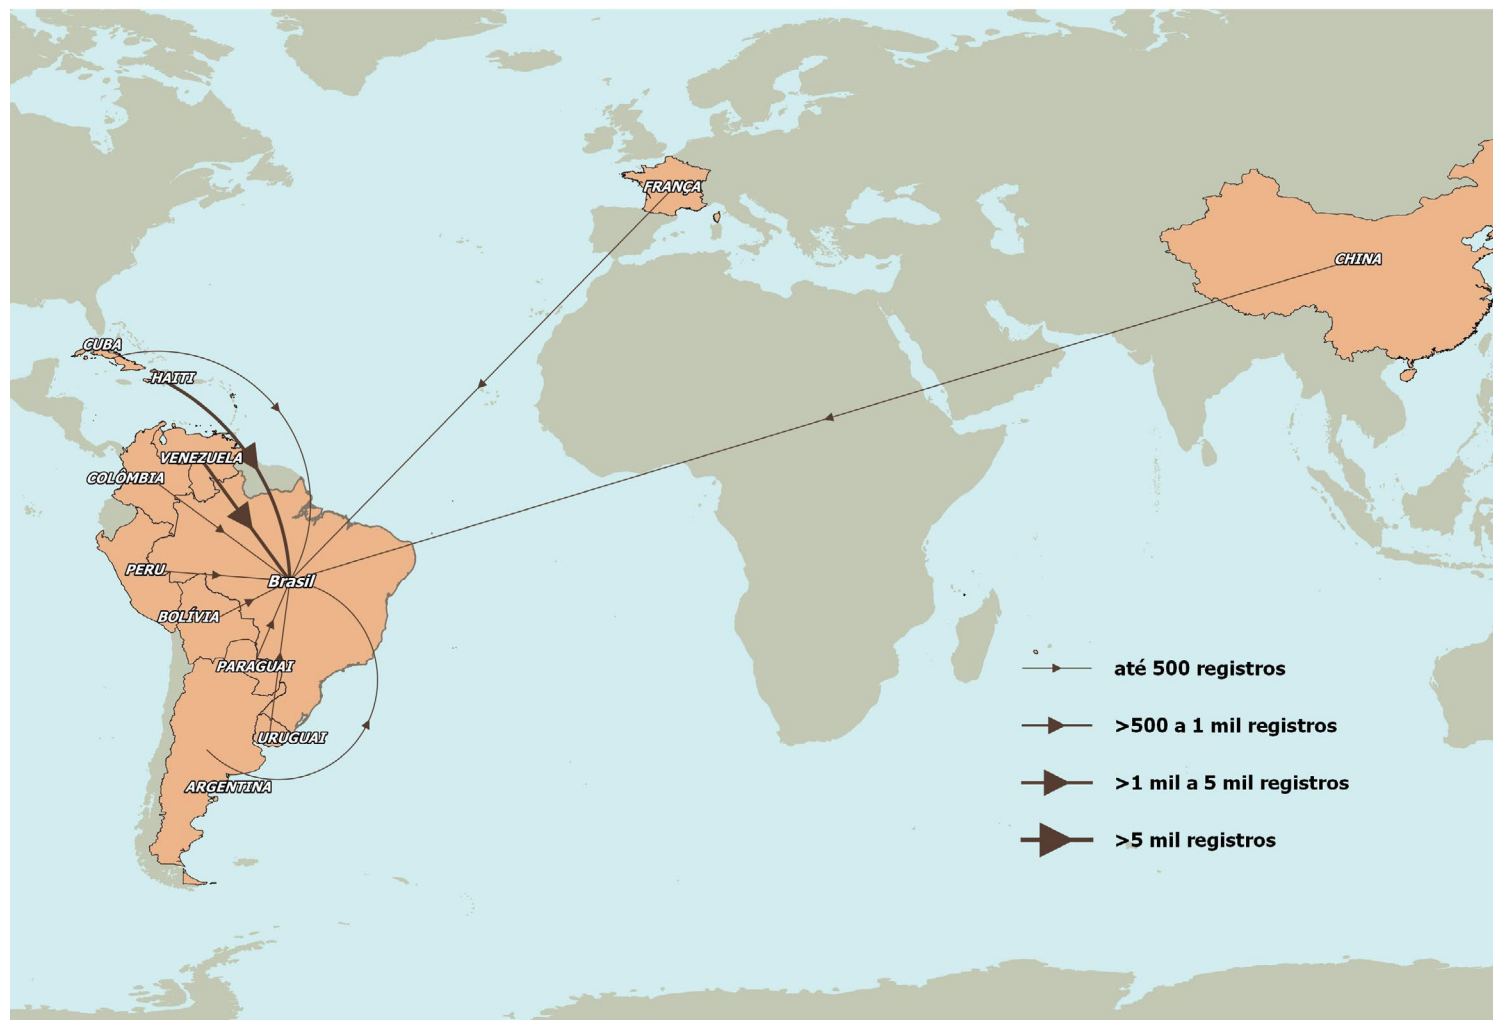 FRANÇA
CHINA
CUBA
HAITI
VENEZUELA
COLÔMBIA
PERU
Brasil
BOLÍVIA
PARAGUAI
URUGUAI
ARGENTINA
até 500 registros
>500 a 1 mil registros
>1 mil a 5 mil registros
>5 mil registros